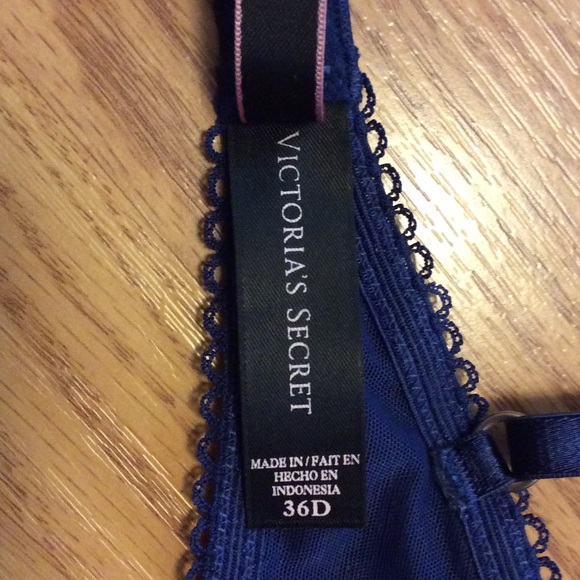 VICTORIA'S SECRET
MADE IN/FAIT EN
HECHO EN
INDONESIA
36D